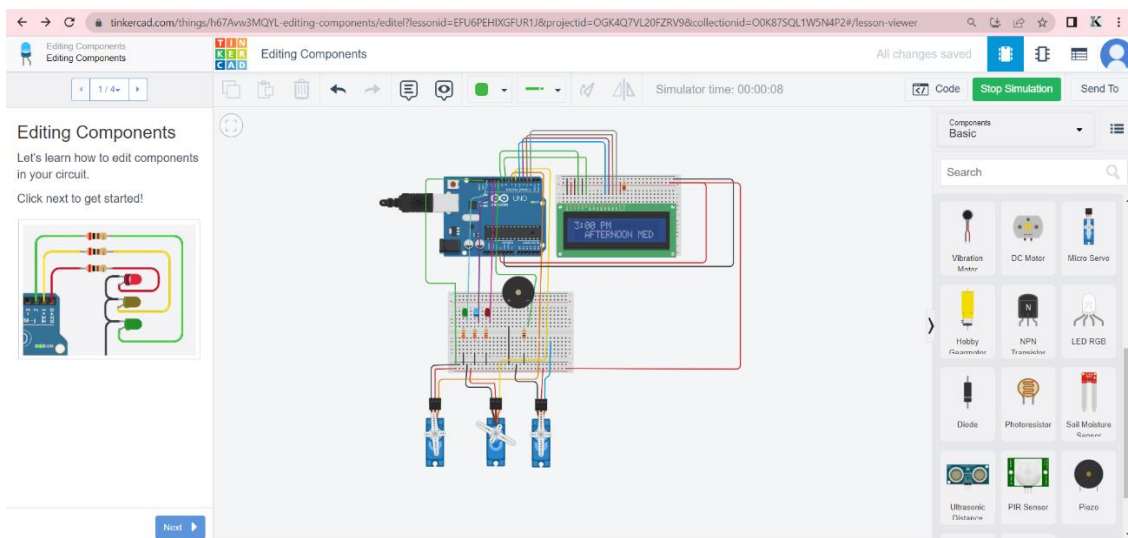 tinkercad.com/things/h67Avw3MQYL-editing-components/editel?lessonid=EFU6PEHIXGFUR1J&projectid=OGK4Q7VL20FZRV9&collectionid=O0K87SQL1W5N4P2#/lesson-viewer
K
Editing Components
Editing Components
TIN
KER
CAD
Editing Components
All changes saved
1/4
Simulator time: 00:00:08
Code
Stop Simulation
Send To
Editing Components
Let's learn how to edit components
in your circuit.
Click next to get started!
Next
UNO
3:00 PM
AFTERNOON MED
Components
Basic
Search
Vibration
Motor
DC Motor
Micro Servo
N
Hobby
Gearmotor
NPN
Transistor
LED RGB
Diode
Photoresistor
Soil Moisture
Sensor
Ultrasonic
Distance
PIR Sensor
Piezo